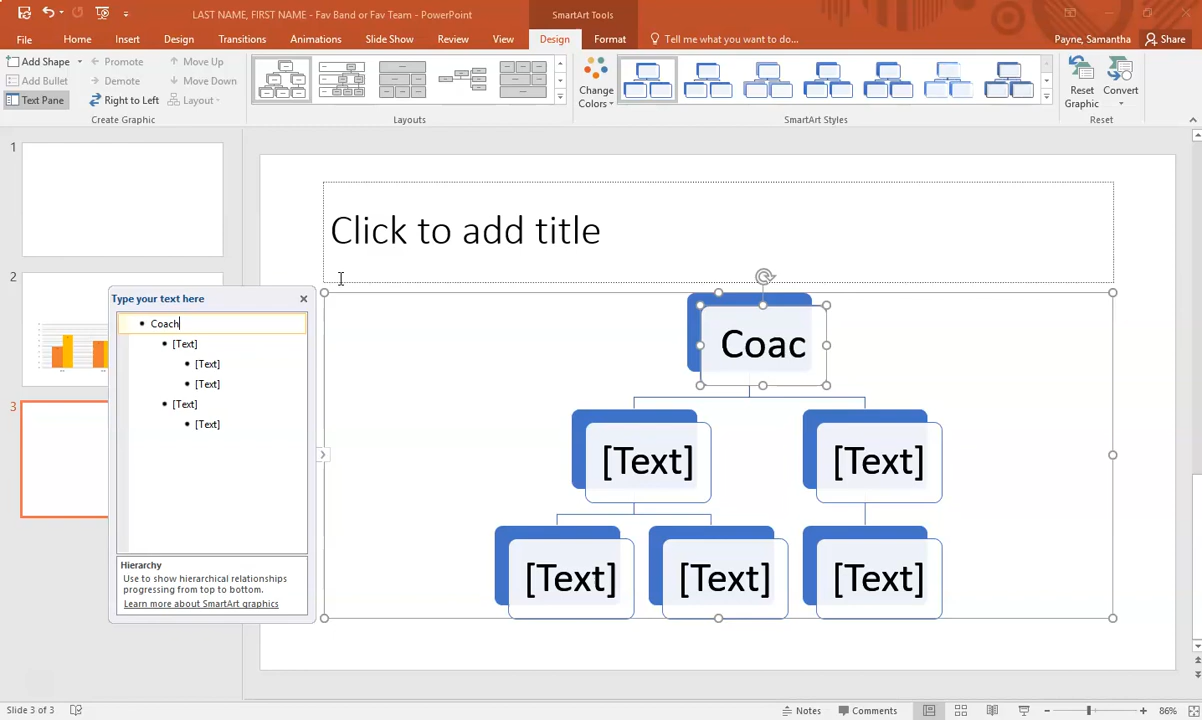 LAST NAME, FIRST NAME - Fav Band or Fav Team - PowerPoint
SmartArt Tools
File Home Insert Design Transitions Animations Slide Show Review View Design Format Tell me what you want to do... Payne, Samantha Share
Add Shape Promote Move Up
Add Bullet Demote Move Down
Text Pane Right to Left Layout
Create Graphic
Layouts
Change
Colors
SmartArt Styles
Reset
Graphic
Convert
Reset
1
2
3
Type your text here
Coach
[Text]
[Text]
[Text]
[Text]
[Text]
Hierarchy
Use to show hierarchical relationships
progressing from top to bottom.
Learn more about SmartArt graphics
Click to add title
Coac
[Text] [Text]
[Text] [Text] [Text]
Slide 3 of 3 Notes Comments 86%